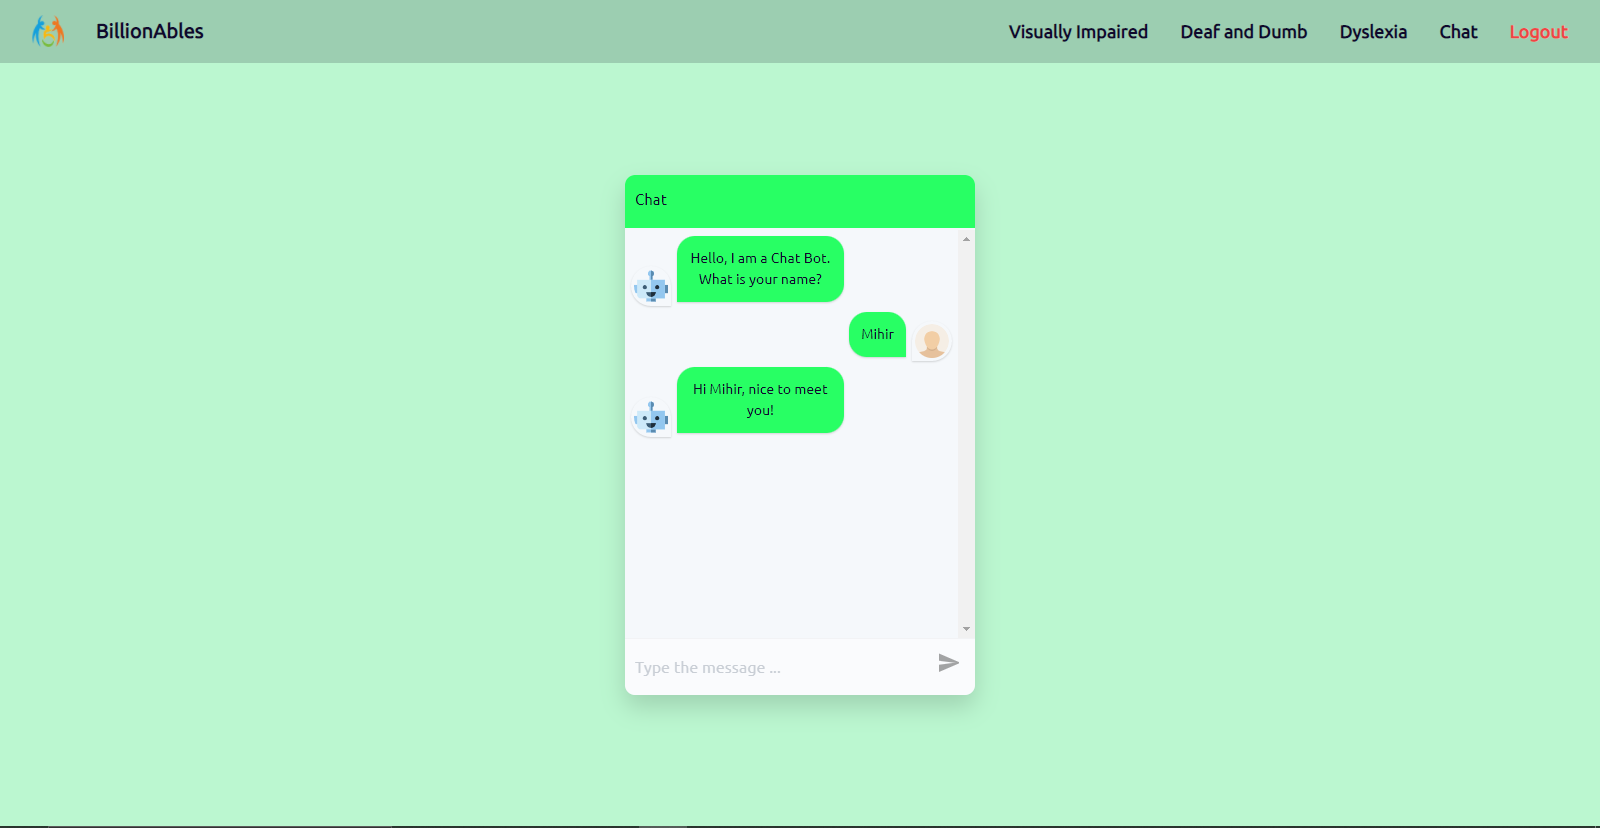 BillionAbles
Visually Impaired
Deaf and Dumb
Dyslexia
Chat
Logout
Chat
Hello, I am a Chat Bot.
What is your name?
Mihir
Hi Mihir, nice to meet
you!
Type the message ...